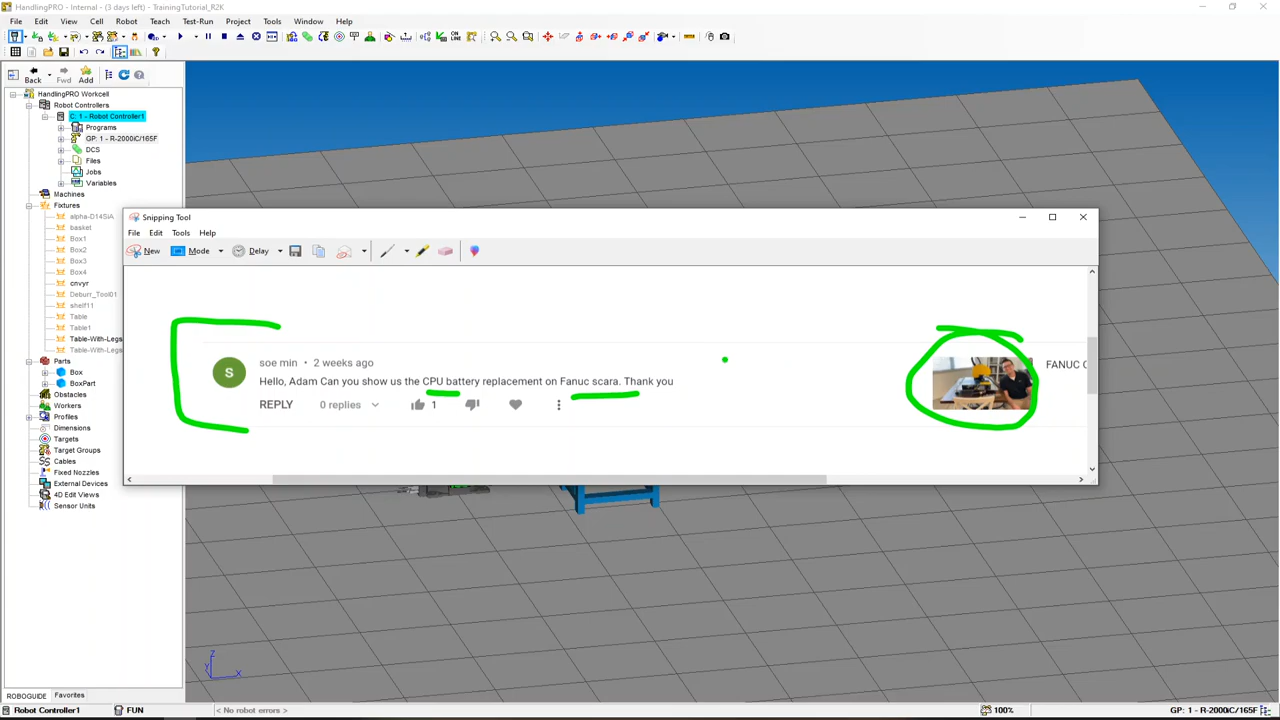 HandlingPRO - Internal - (3 days left) - TrainingTutorial_R2K
File Edit View Cell Robot Teach Test-Run Project Tools Window Help
ON LINE
Back Fwd Add
HandlingPRO Workcell
Robot Controllers
C: 1 - Robot Controller1
Programs
GP: 1 - R-2000iC/165F
DCS
Files
Jobs
Variables
Machines
Fixtures
alpha-D14SiA
basket
Box1
Box2
Box3
Box4
cnvyr
Deburr_Tool01
shelf11
Table
Table1
Table-With-Legs
Table-With-Legs
Parts
Box
BoxPart
Obstacles
Workers
Profiles
Dimensions
Targets
Target Groups
Cables
Fixed Nozzles
External Devices
4D Edit Views
Sensor Units
Snipping Tool
File Edit Tools Help
New Mode Delay
S
soe min • 2 weeks ago
Hello, Adam Can you show us the CPU battery replacement on Fanuc scara. Thank you
REPLY 0 replies 1
FANUC
Z
Y
X
ROBOGUIDE Favorites
Robot Controller1 FUN < No robot errors > 100% GP: 1 - R-2000iC/165F